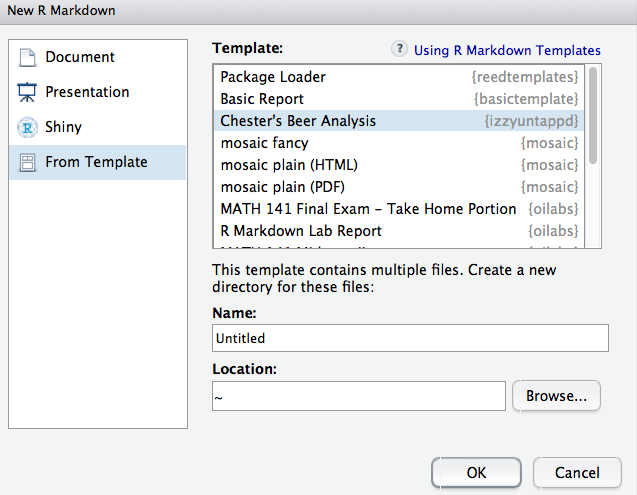 New R Markdown
Document
Presentation
Shiny
From Template
Template:
? Using R Markdown Templates
Package Loader {reedtemplates}
Basic Report {basictemplate}
Chester's Beer Analysis {izzyuntappd}
mosaic fancy {mosaic}
mosaic plain (HTML) {mosaic}
mosaic plain (PDF) {mosaic}
MATH 141 Final Exam – Take Home Portion {oilabs}
R Markdown Lab Report {oilabs}
This template contains multiple files. Create a new
directory for these files:
Name:
Untitled
Location:
~
Browse...
OK
Cancel